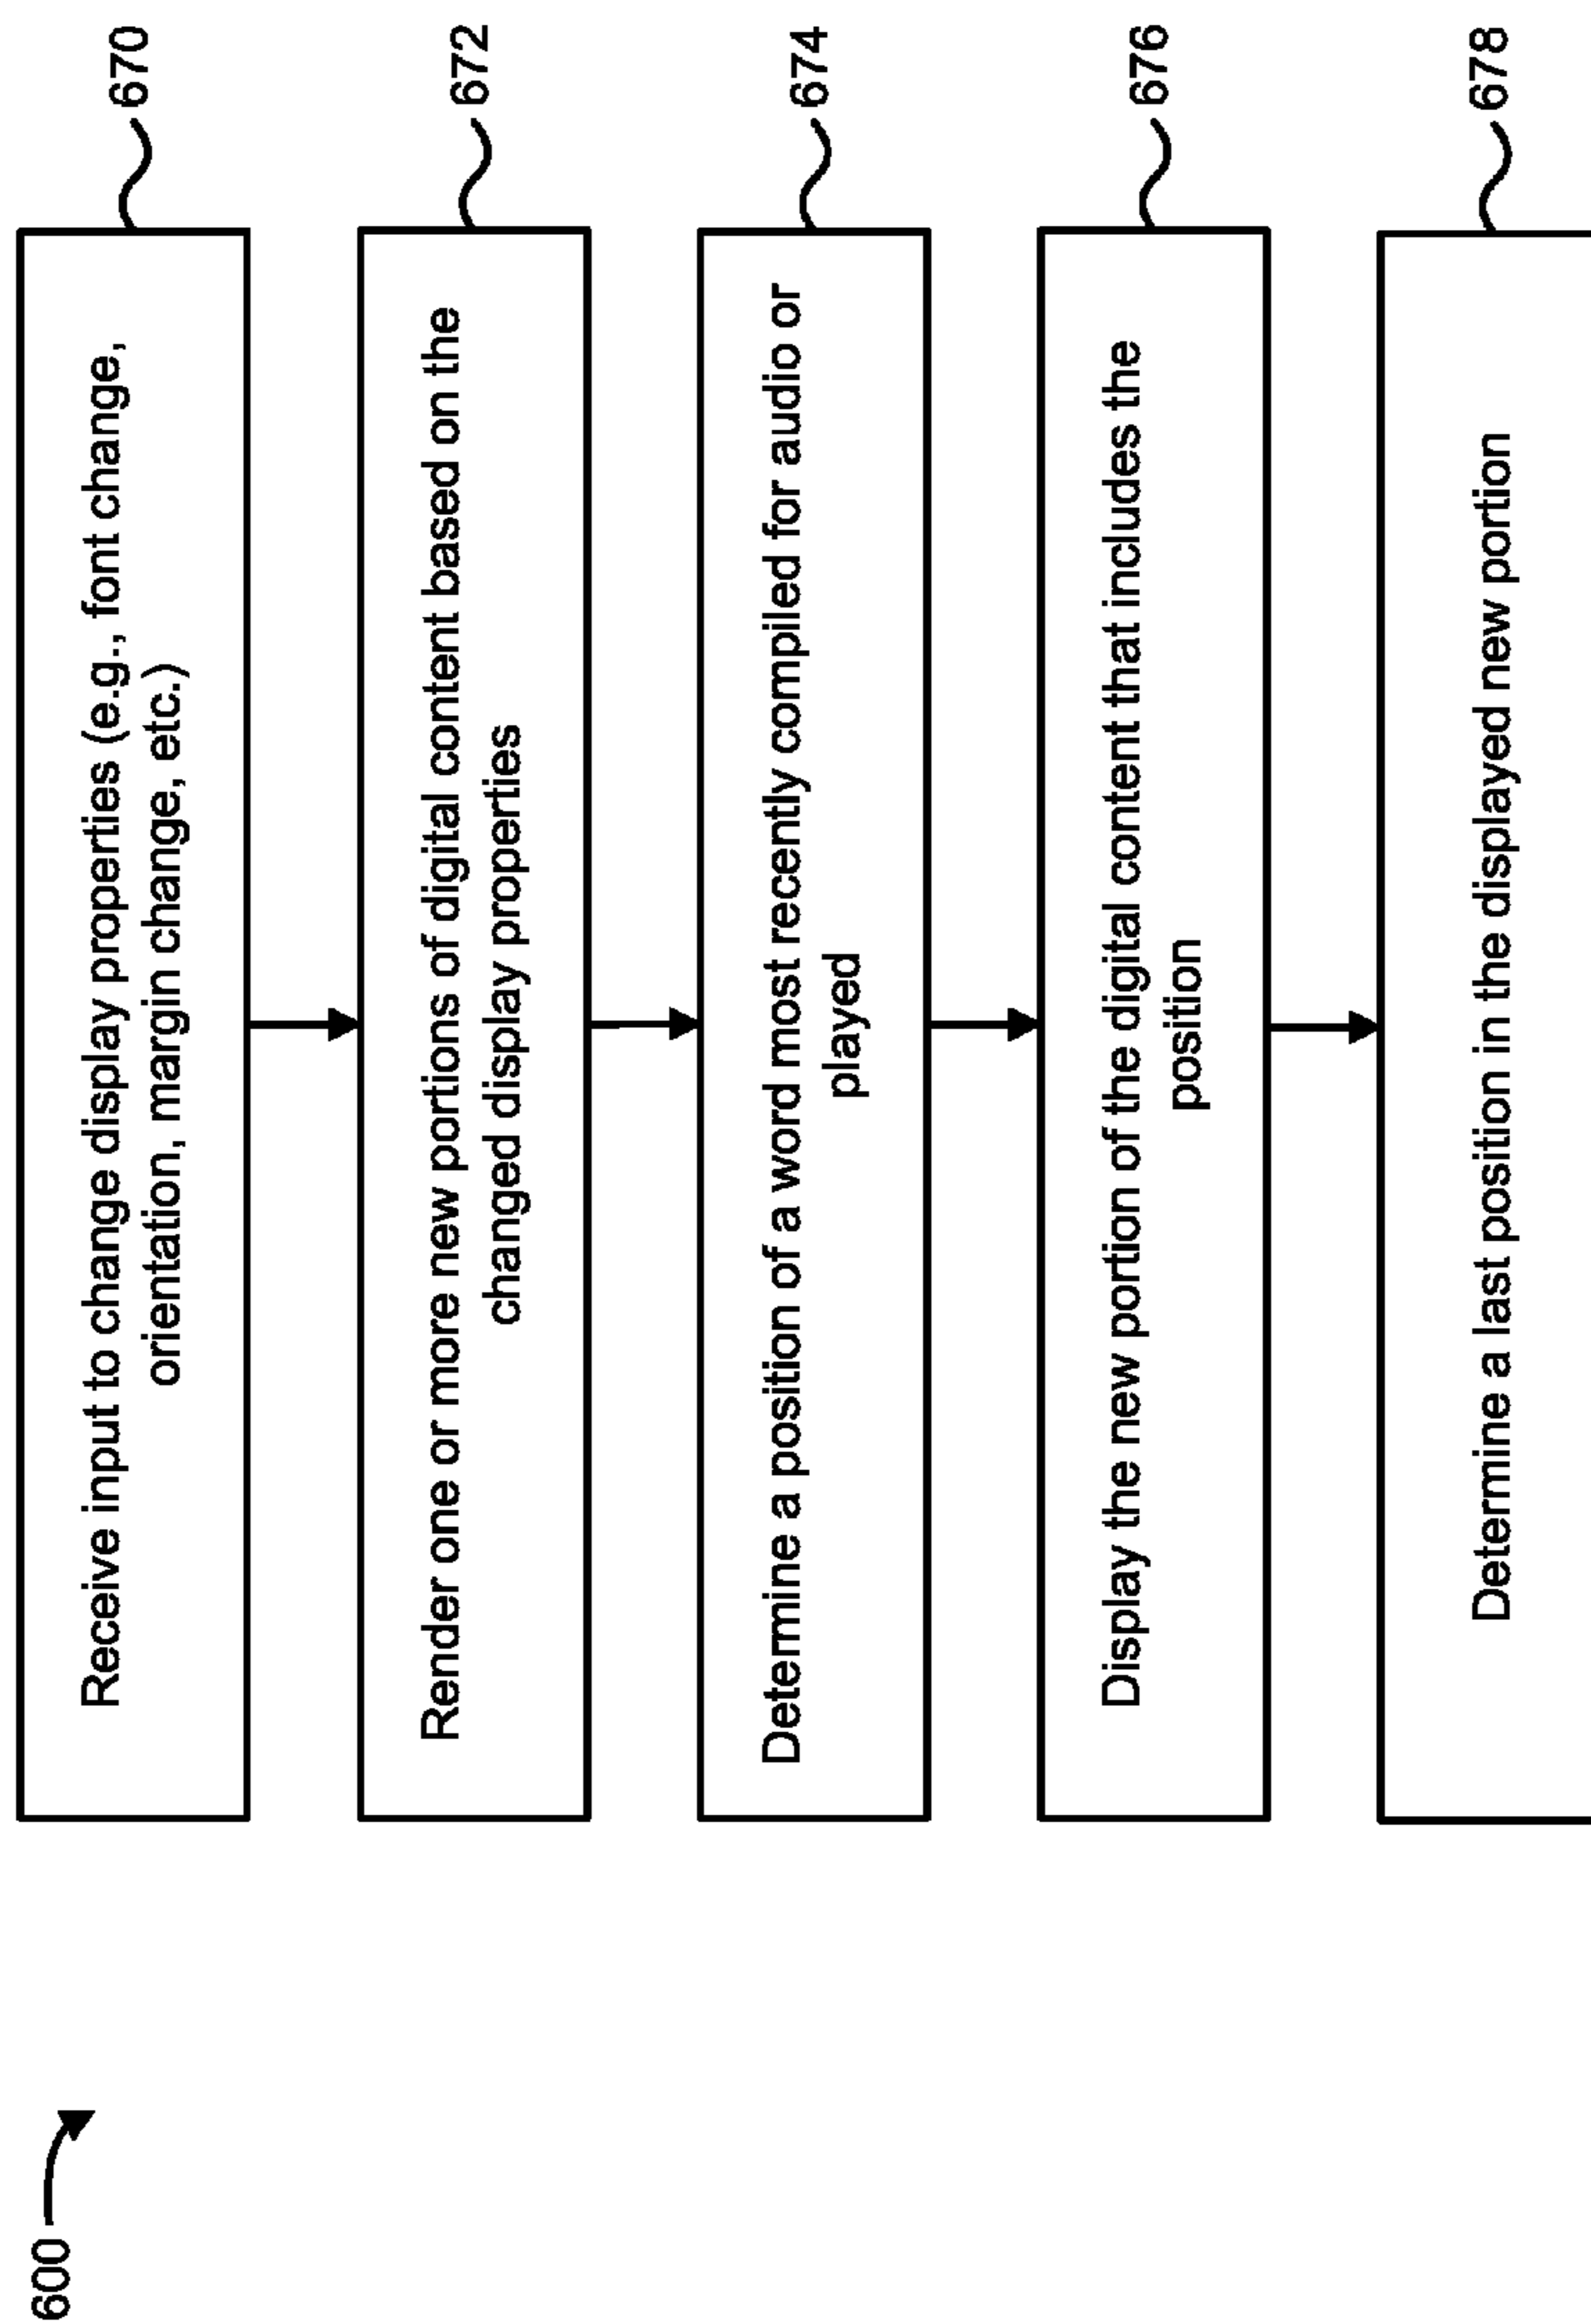 600
Receive input to change display properties (e.g., font change,
orientation, margin change, etc.)
670
Render one or more new portions of digital content based on the
changed display properties
672
Determine a position of a word most recently compiled for audio or
played
674
Display the new portion of the digital content that includes the
position
676
Determine a last position in the displayed new portion
678